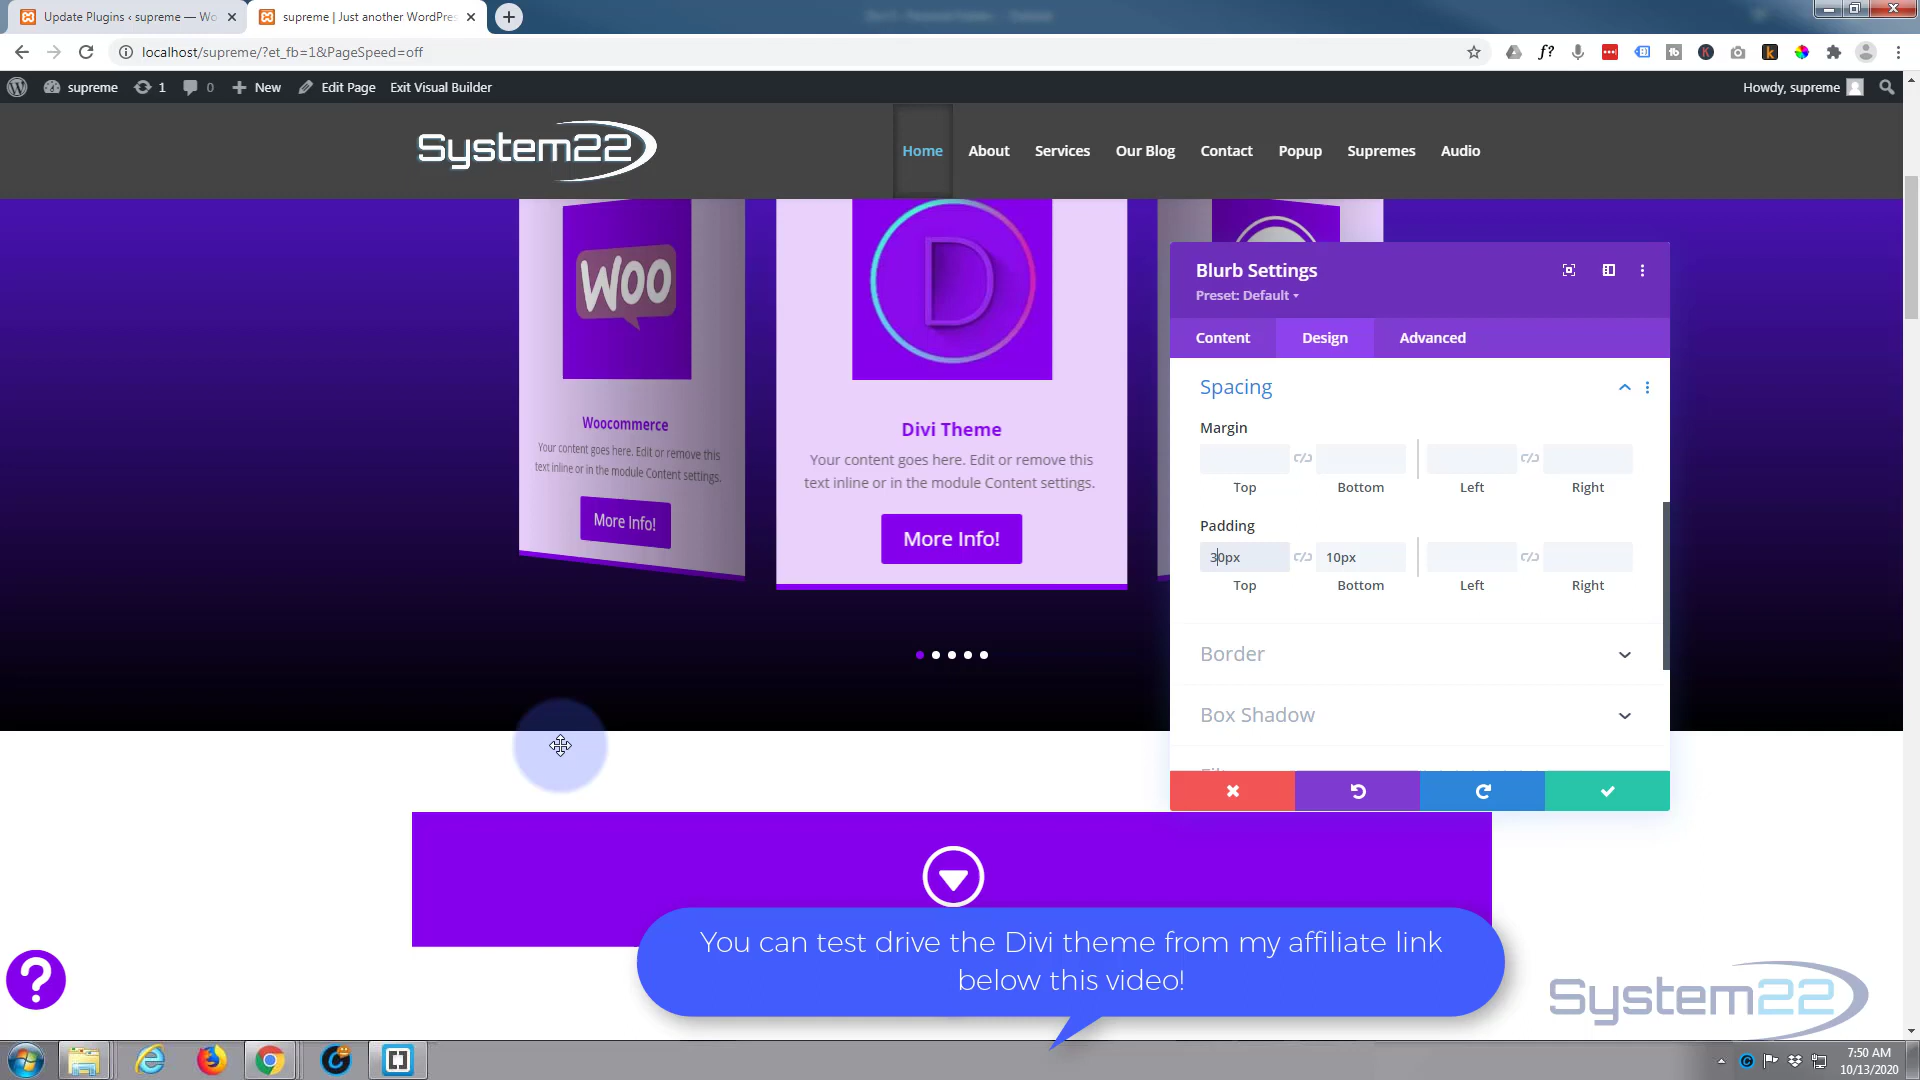 Update Plugins ‹ supreme — Wo
supreme | Just another WordPres
localhost/supreme/?et_fb=1&PageSpeed=off
supreme
1
0
New
Edit Page
Exit Visual Builder
Howdy, supreme
System22
Home
About
Services
Our Blog
Contact
Popup
Supremes
Audio
WOO
D
Woocommerce
Your content goes here. Edit or remove this
text inline or in the module Content settings.
More Info!
Divi Theme
Your content goes here. Edit or remove this
text inline or in the module Content settings.
More Info!
Blurb Settings
Preset: Default
Content
Design
Advanced
Spacing
Margin
Top
Bottom
Left
Right
Padding
30px
10px
Top
Bottom
Left
Right
Border
Box Shadow
You can test drive the Divi theme from my affiliate link
below this video!
?
System22
7:50 AM
10/13/2020